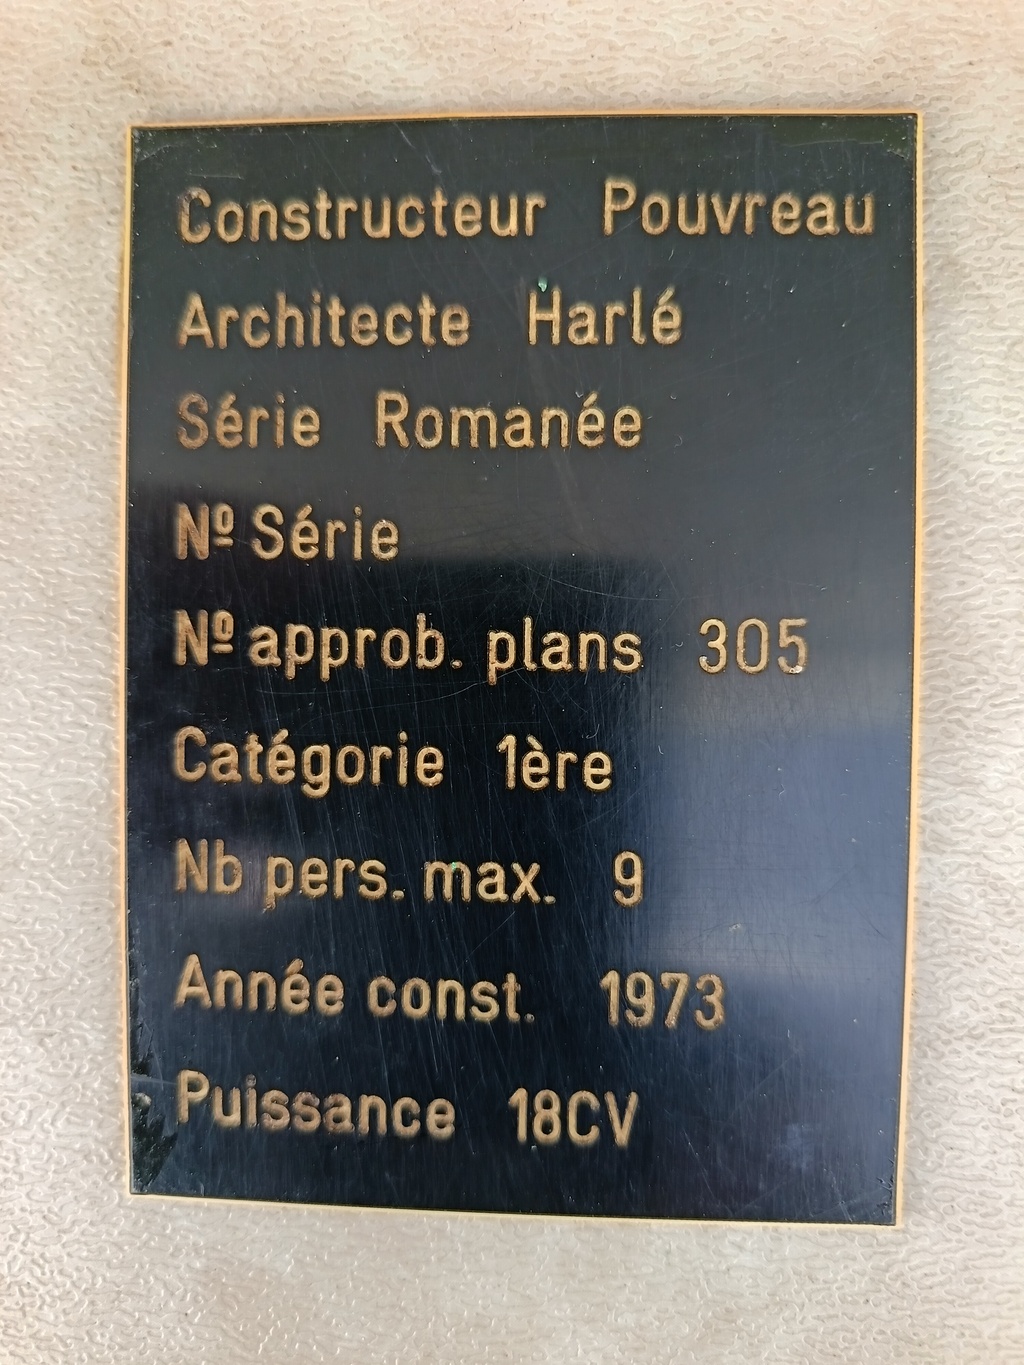 Constructeur Pouvreau
Architecte Harlé
Série Romanée
Nº Série
Nº approb. plans 305
Catégorie 1ère
Nb pers. max. 9
Année const. 1973
Puissance 18CV